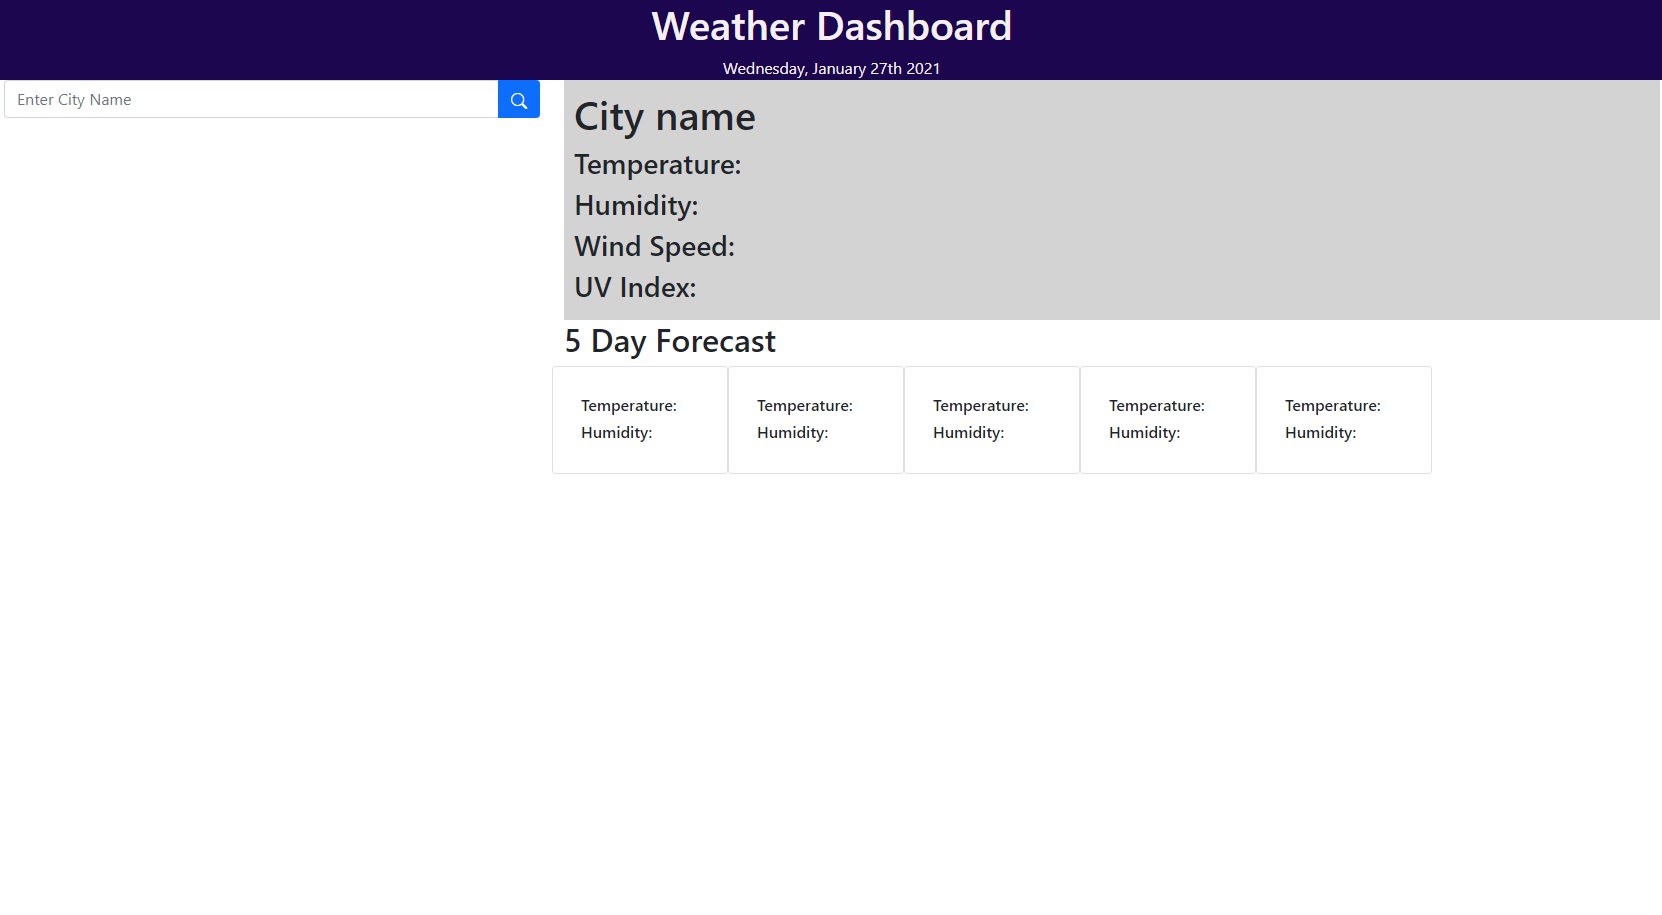 Weather Dashboard
Wednesday, January 27th 2021
Enter City Name
City name
Temperature:
Humidity:
Wind Speed:
UV Index:
5 Day Forecast
Temperature:
Humidity:
Temperature:
Humidity:
Temperature:
Humidity:
Temperature:
Humidity:
Temperature:
Humidity: